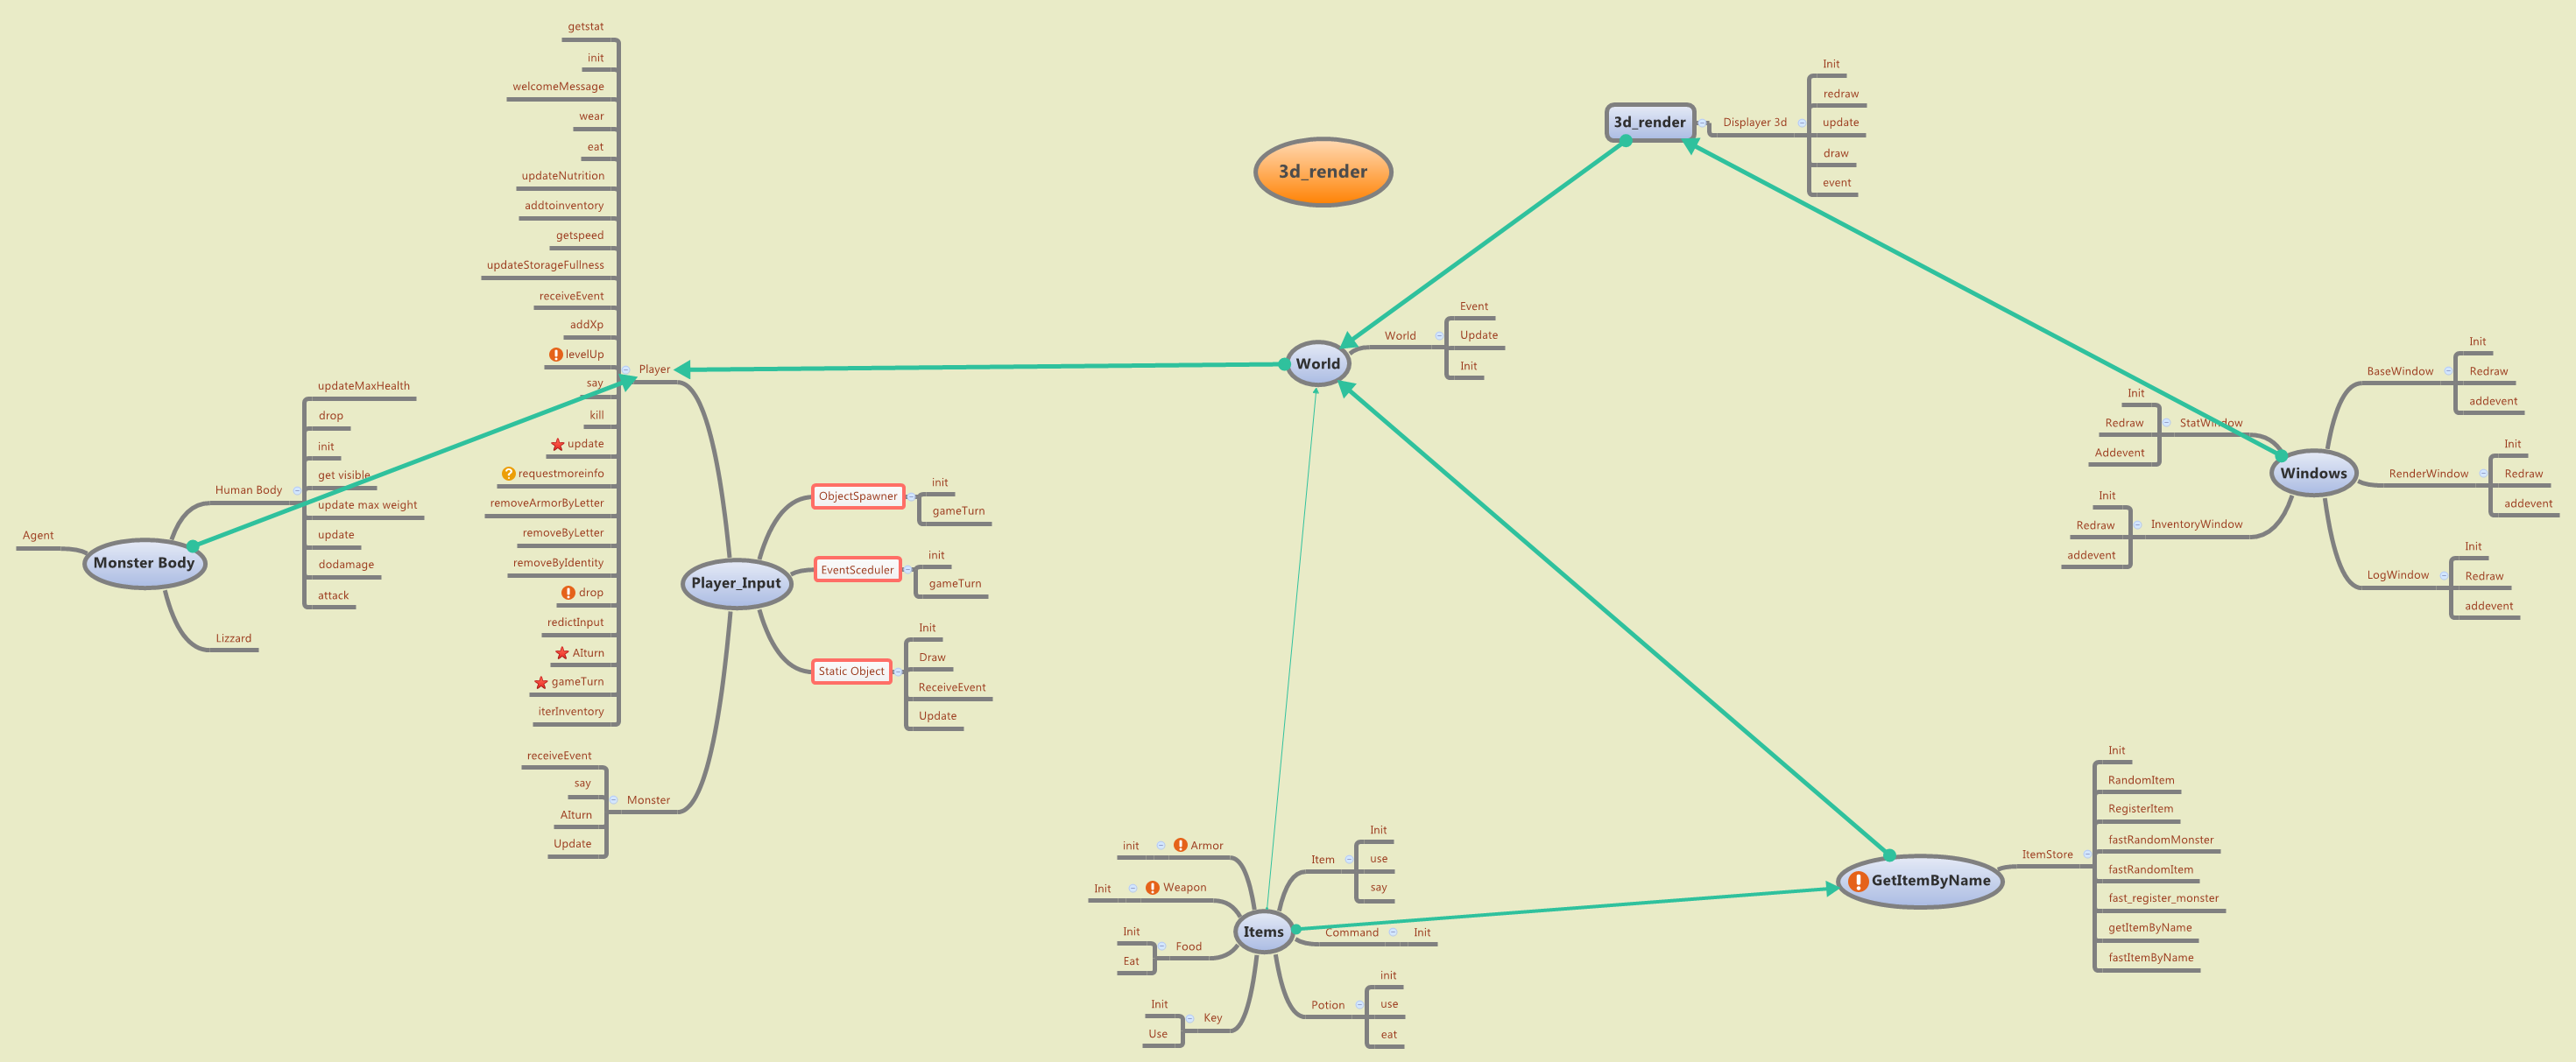 getstat
init
welcomeMessage
wear
eat
updateNutrition
addtoinventory
getspeed
updateStorageFullness
receiveEvent
addXp
levelUp
say
kill
update
requestmoreinfo
removeArmorByLetter
removeByLetter
removeByIdentity
drop
redictInput
AIturn
gameTurn
iterInventory
Player
updateMaxHealth
drop
init
get visible
update max weight
update
dodamage
attack
Human Body
Agent
Monster Body
Lizzard
Player_Input
ObjectSpawner
init
gameTurn
EventSceduler
init
gameTurn
Static Object
Init
Draw
ReceiveEvent
Update
receiveEvent
say
AIturn
Update
Monster
3d_render
3d_render
Displayer 3d
Init
redraw
update
draw
event
World
World
Event
Update
Init
Windows
StatWindow
Init
Redraw
Addevent
InventoryWindow
Init
Redraw
addevent
BaseWindow
Init
Redraw
addevent
RenderWindow
Init
Redraw
addevent
LogWindow
Init
Redraw
addevent
Items
init
Armor
Init
Weapon
Init
Eat
Food
Init
Use
Key
Item
Init
use
say
Command
Init
Potion
init
use
eat
GetItemByName
ItemStore
Init
RandomItem
RegisterItem
fastRandomMonster
fastRandomItem
fast_register_monster
getItemByName
fastItemByName